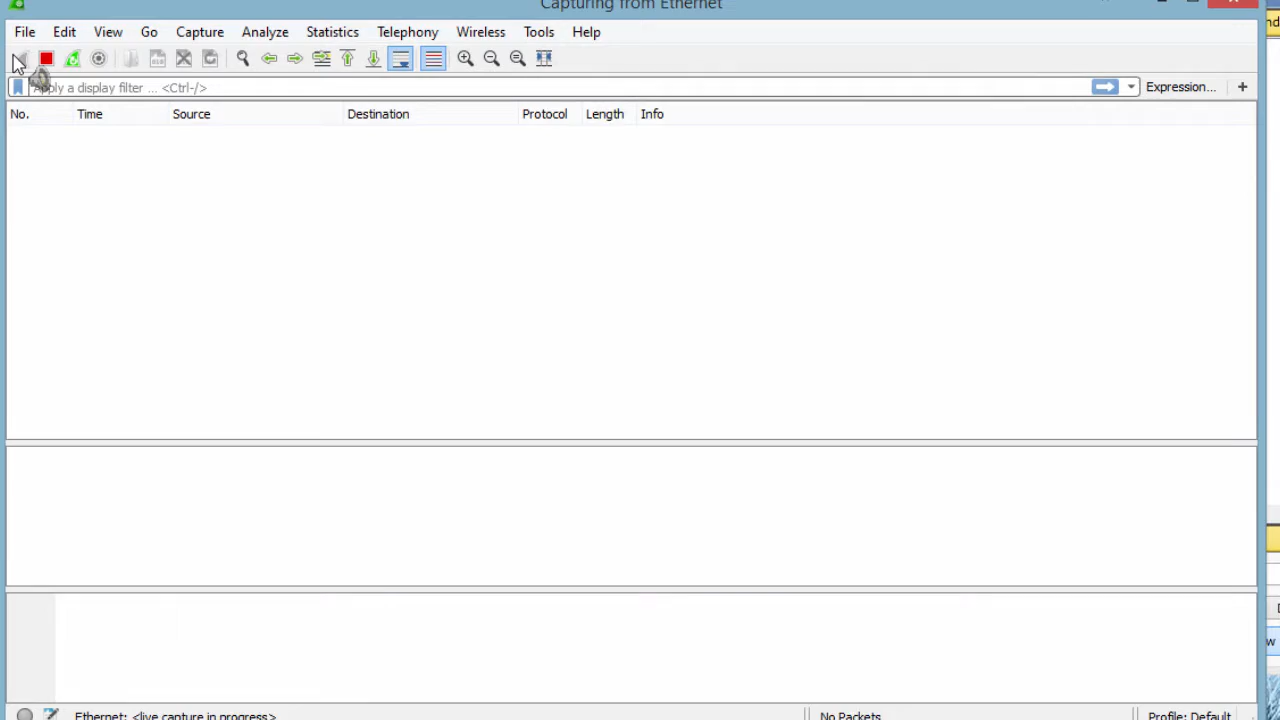 Capturing from Ethernet
File Edit View Go Capture Analyze Statistics Telephony Wireless Tools Help
Apply a display filter ... <Ctrl-/> Expression... +
No. Time Source Destination Protocol Length Info
Ethernet: <live capture in progress> No Packets Profile: Default